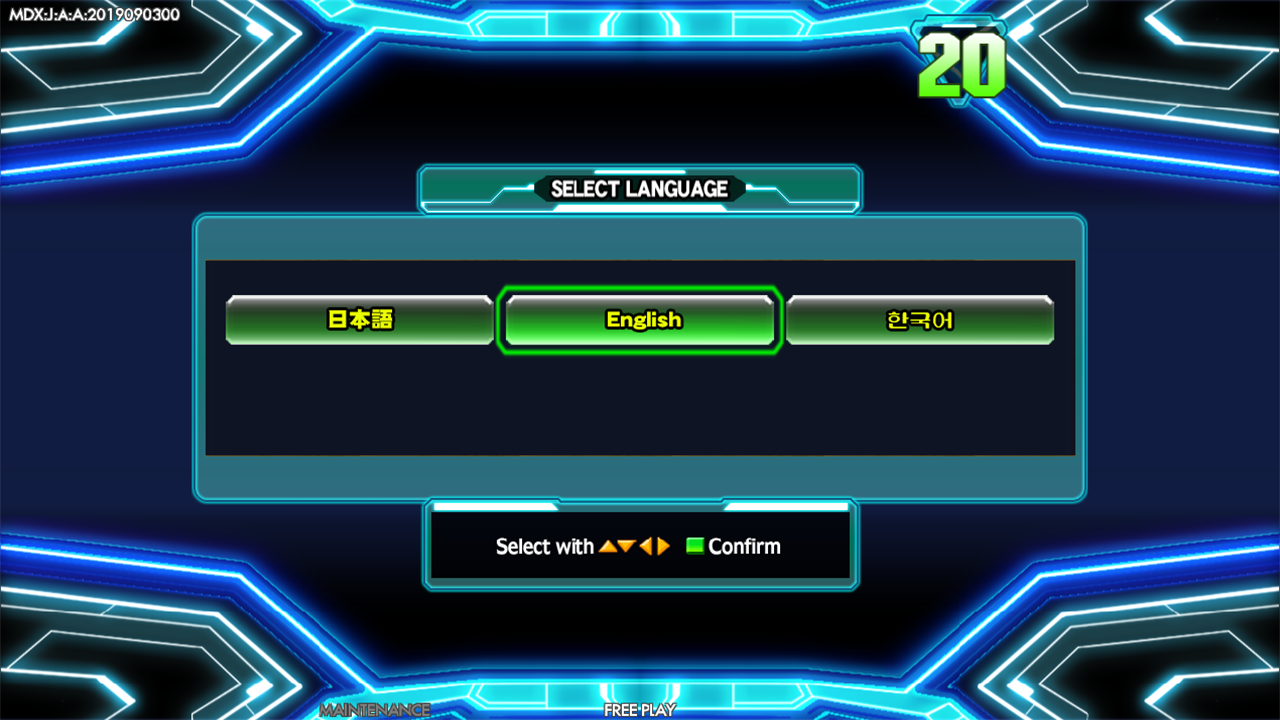 MDX:J:A:A:2019090300
20
SELECT LANGUAGE
日本語 English 한국어
Select with ▲▼◀▶ Confirm
MAINTENANCE FREE PLAY